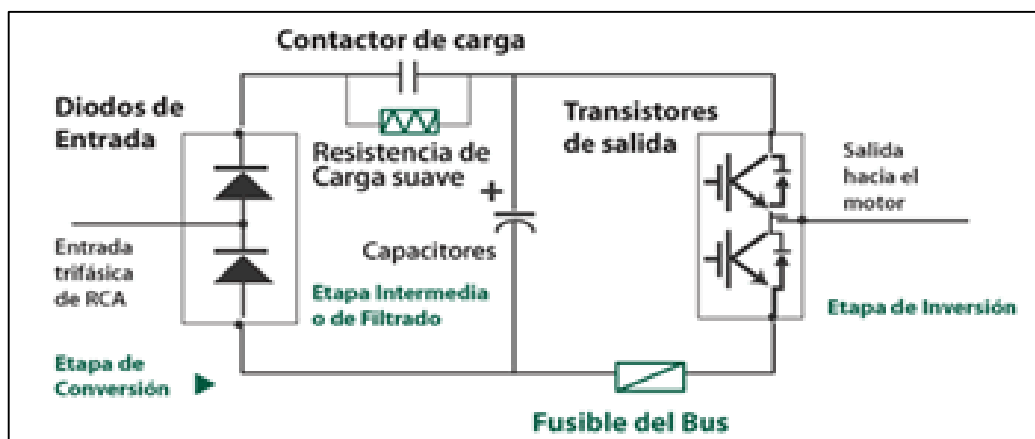 Contactor de carga
Diodos de
Entrada
Resistencia de
Carga suave
+
Transistores
de salida
Salida
hacia el
motor
Entrada
trifásica
de RCA
Capacitores
Etapa Intermedia
o de Filtrado
Etapa de Inversión
Etapa de
Conversión
Fusible del Bus